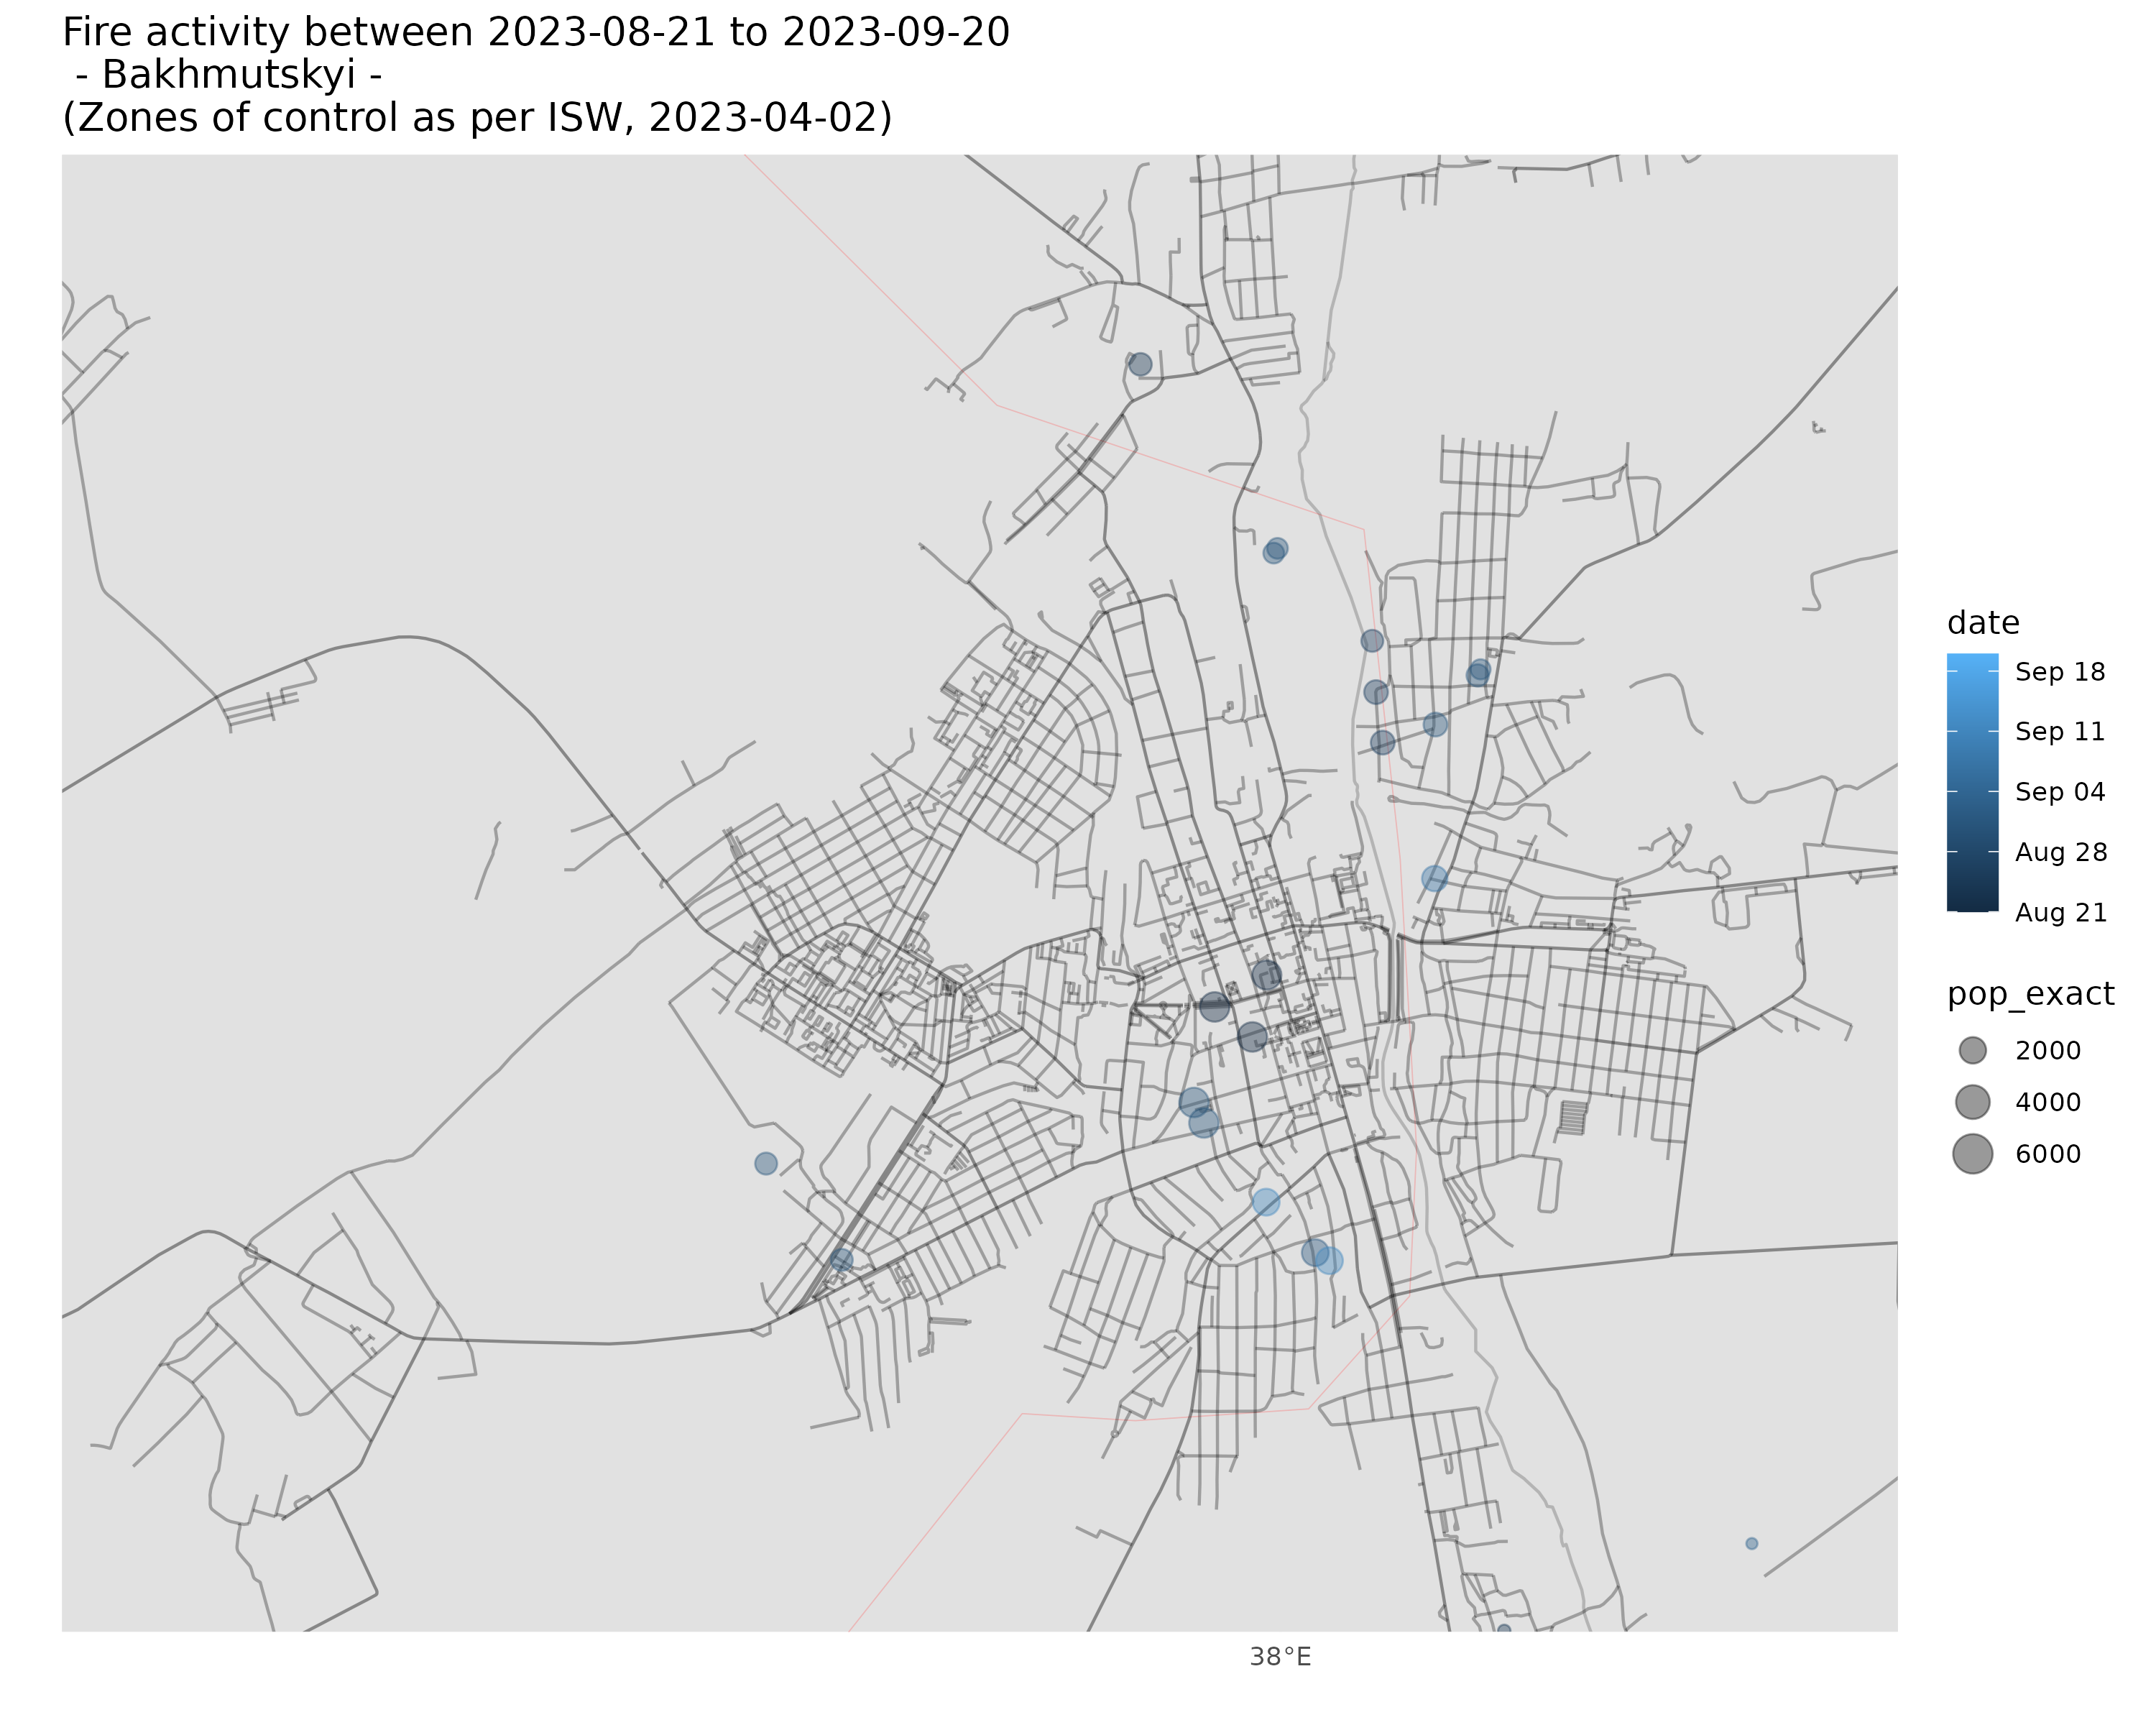 Fire activity between 2023-08-21 to 2023-09-20
- Bakhmutskyi -
(Zones of control as per ISW, 2023-04-02)
date
Sep 18
Sep 11
Sep 04
Aug 28
Aug 21
pop_exact
2000
4000
6000
38°E